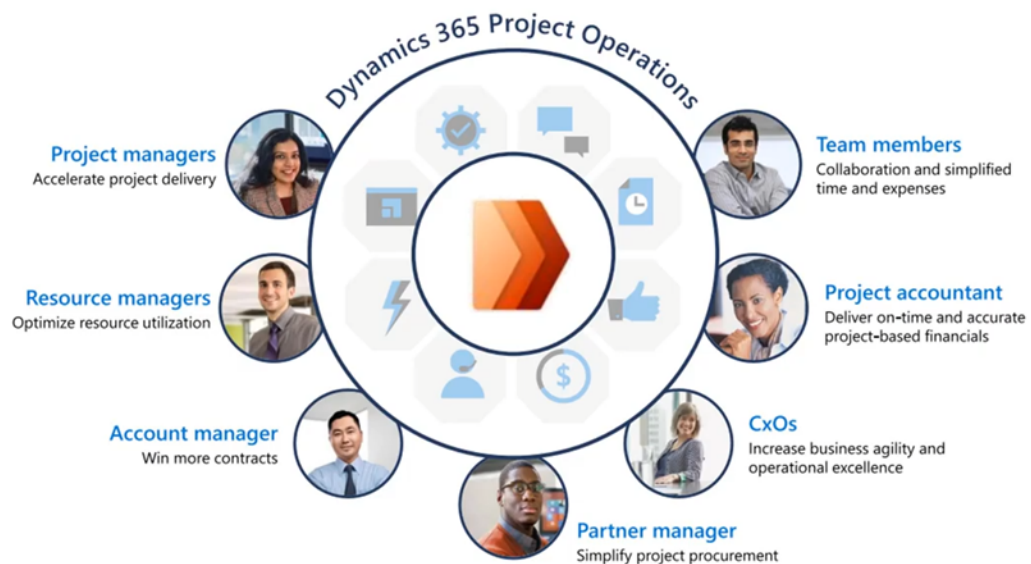 Dynamics 365 Project Operations
Project managers
Accelerate project delivery
Team members
Collaboration and simplified
time and expenses
Resource managers
Optimize resource utilization
Project accountant
Deliver on-time and accurate
project-based financials
Account manager
Win more contracts
CxOs
Increase business agility and
operational excellence
Partner manager
Simplify project procurement
$